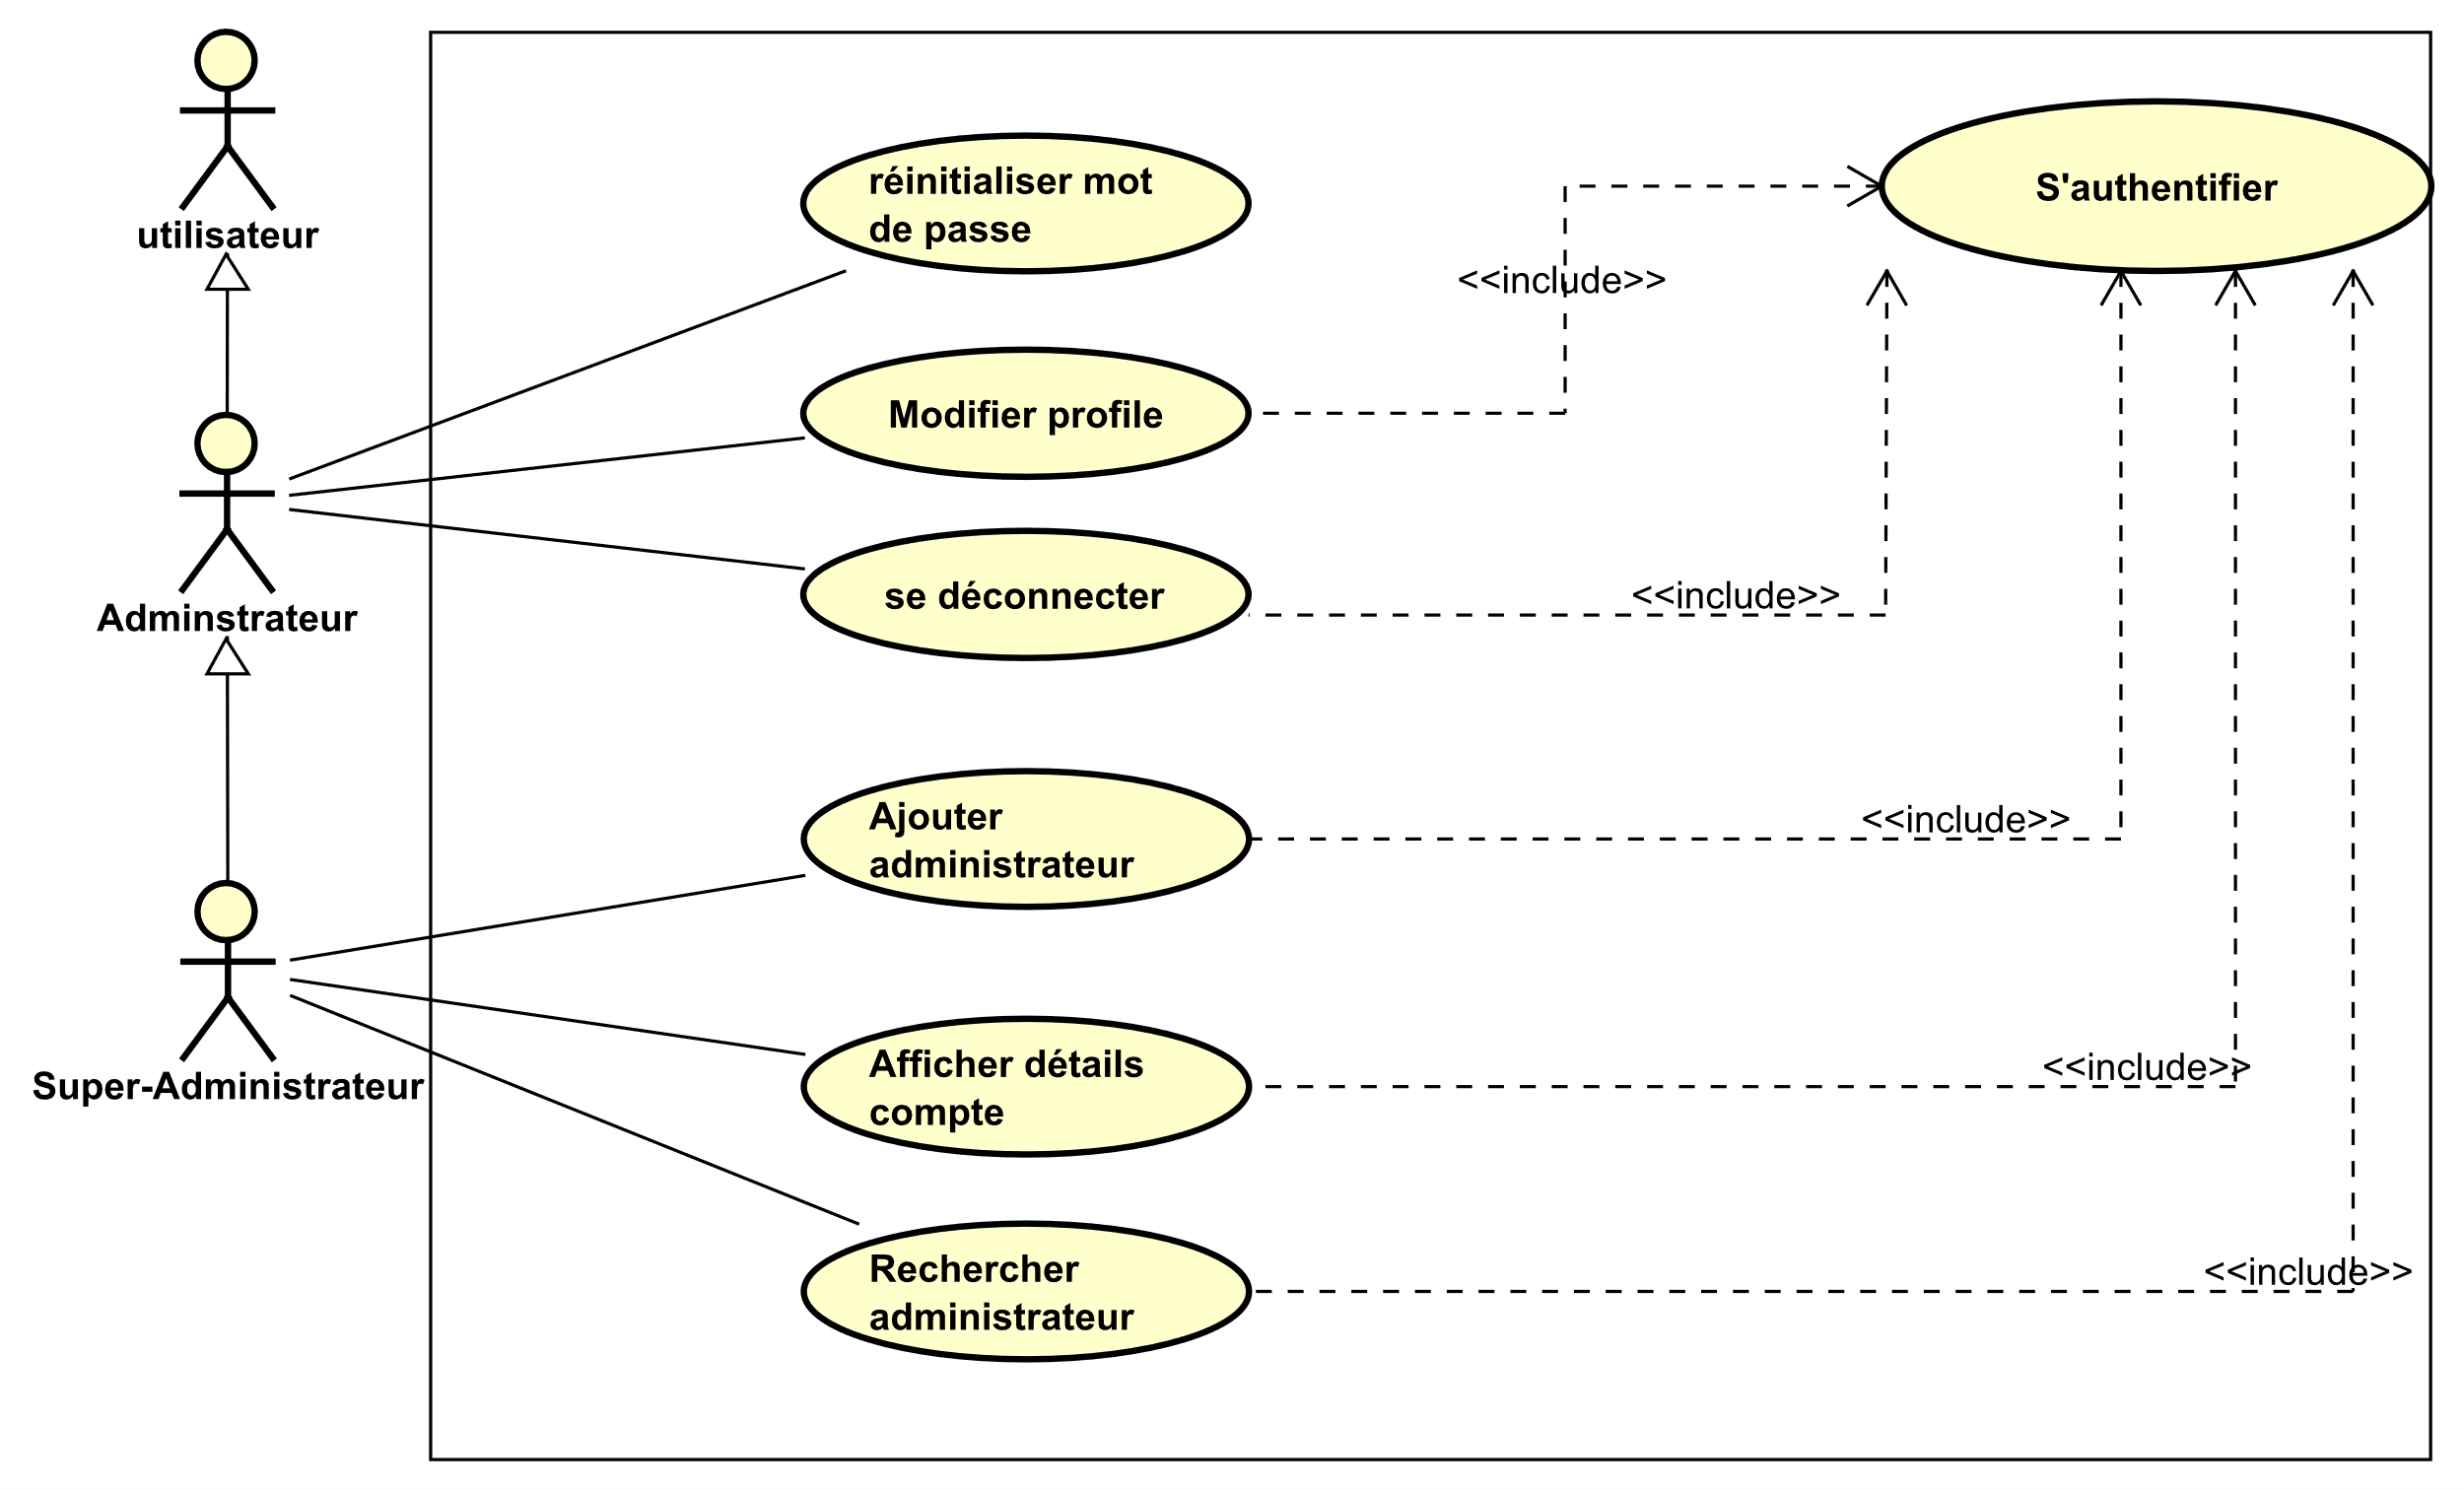 utilisateur
réinitialiser mot
de passe
S'authentifier
<<include>>
Modifier profile
Adminstrateur
se déconnecter
<<include>>
Ajouter
administrateur
<<include>>
Super-Administrateur
Afficher détails
compte
<<include>>
Rechercher
administrateur
<<include>>